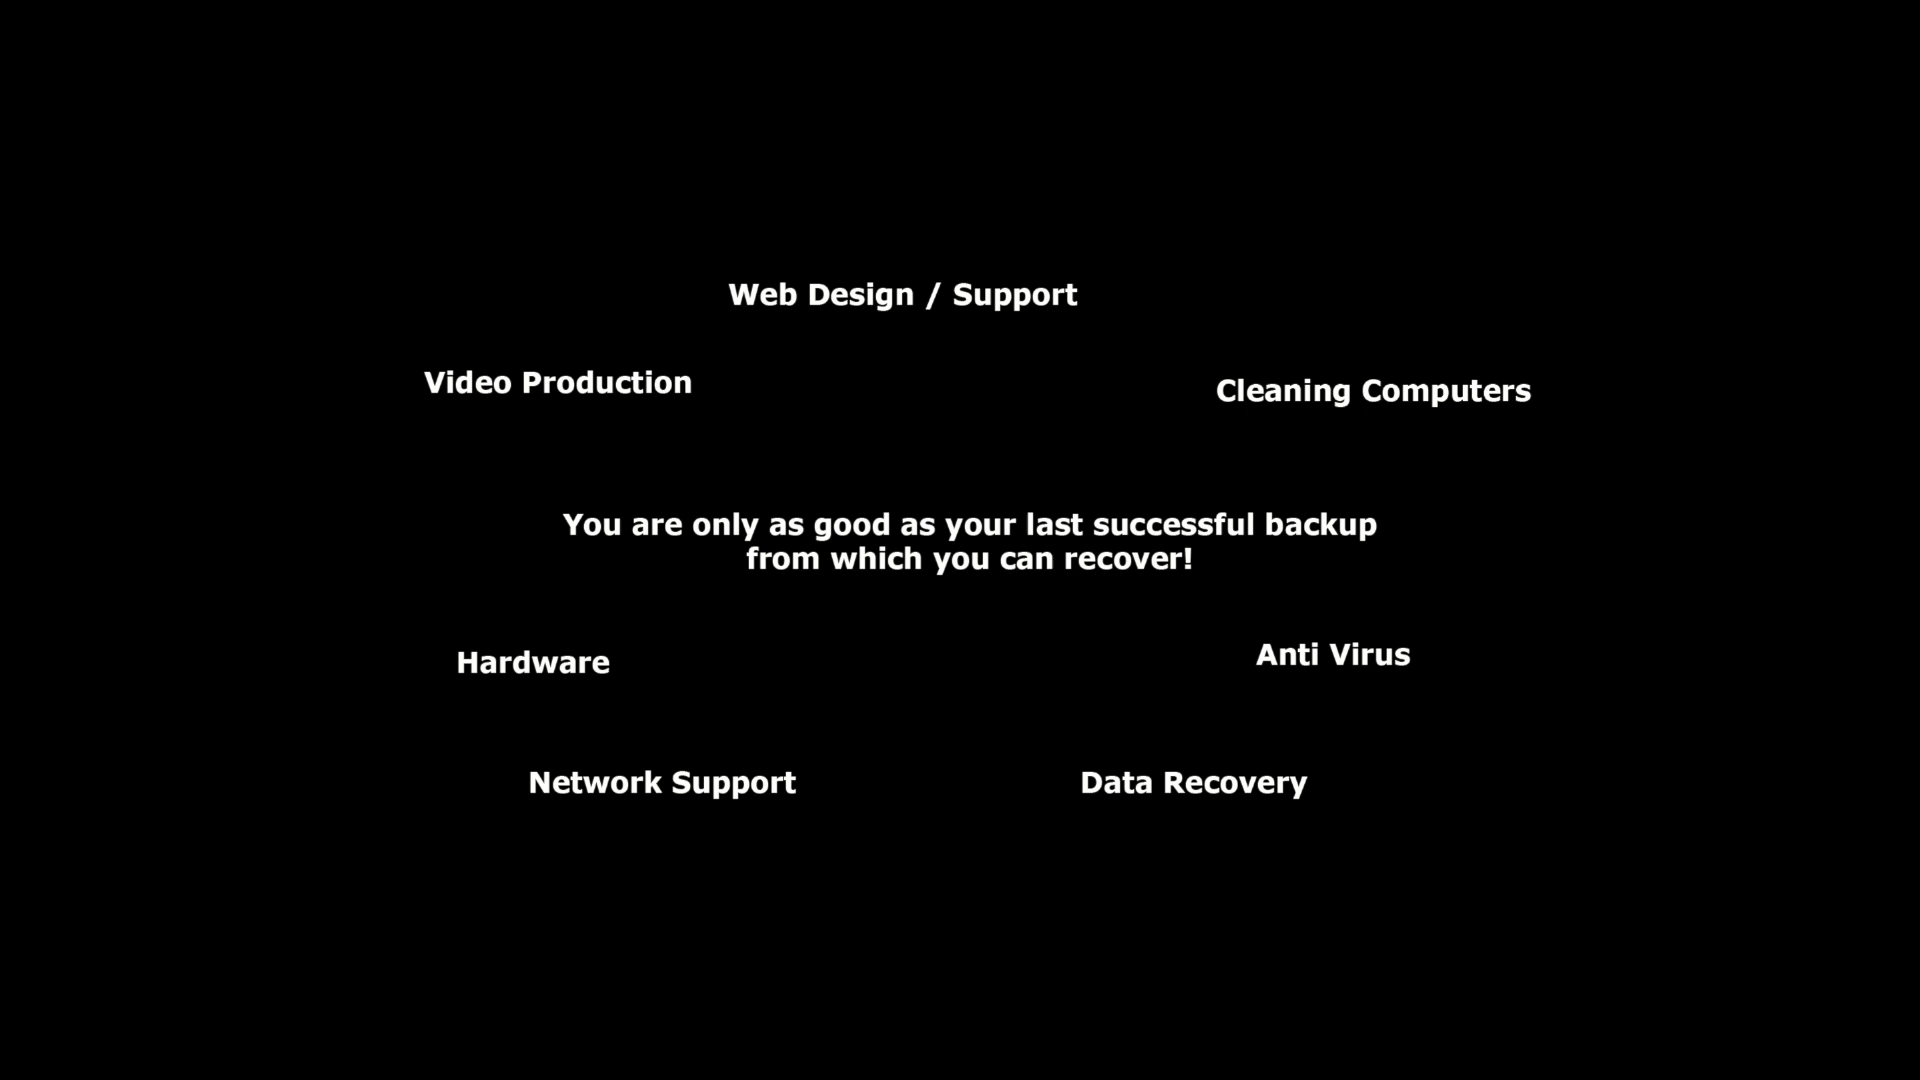 Web Design / Support
Video Production
Cleaning Computers
You are only as good as your last successful backup
from which you can recover!
Hardware
Anti Virus
Network Support
Data Recovery